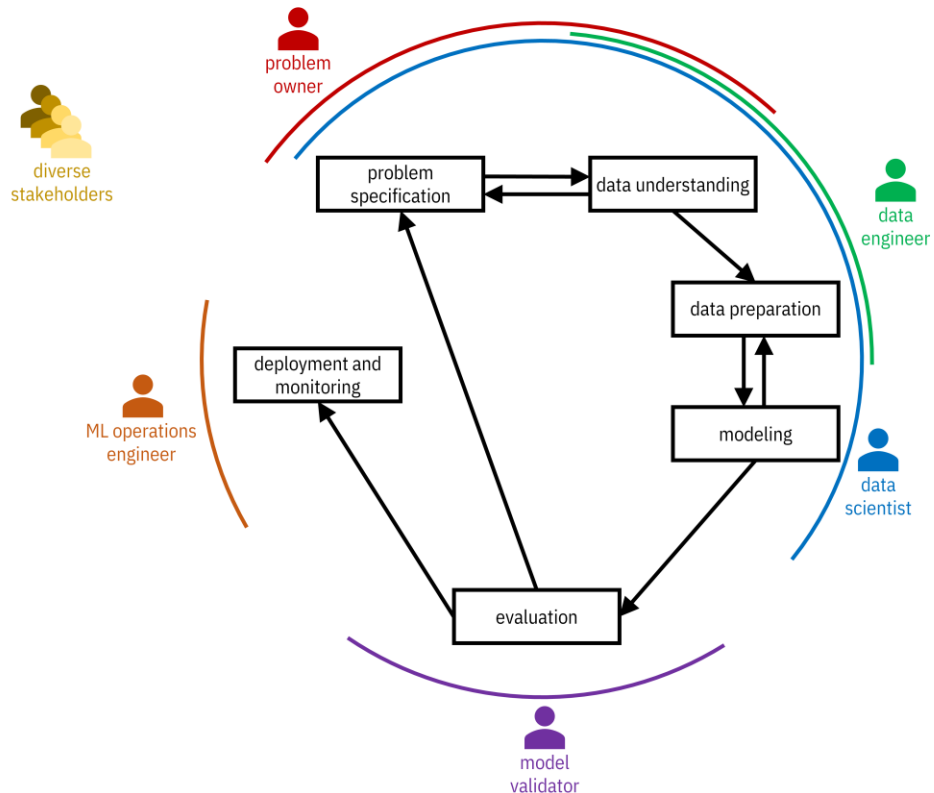 problem
owner
diverse
stakeholders
problem
specification
data understanding
data
engineer
data preparation
deployment and
monitoring
ML operations
engineer
modeling
data
scientist
evaluation
model
validator